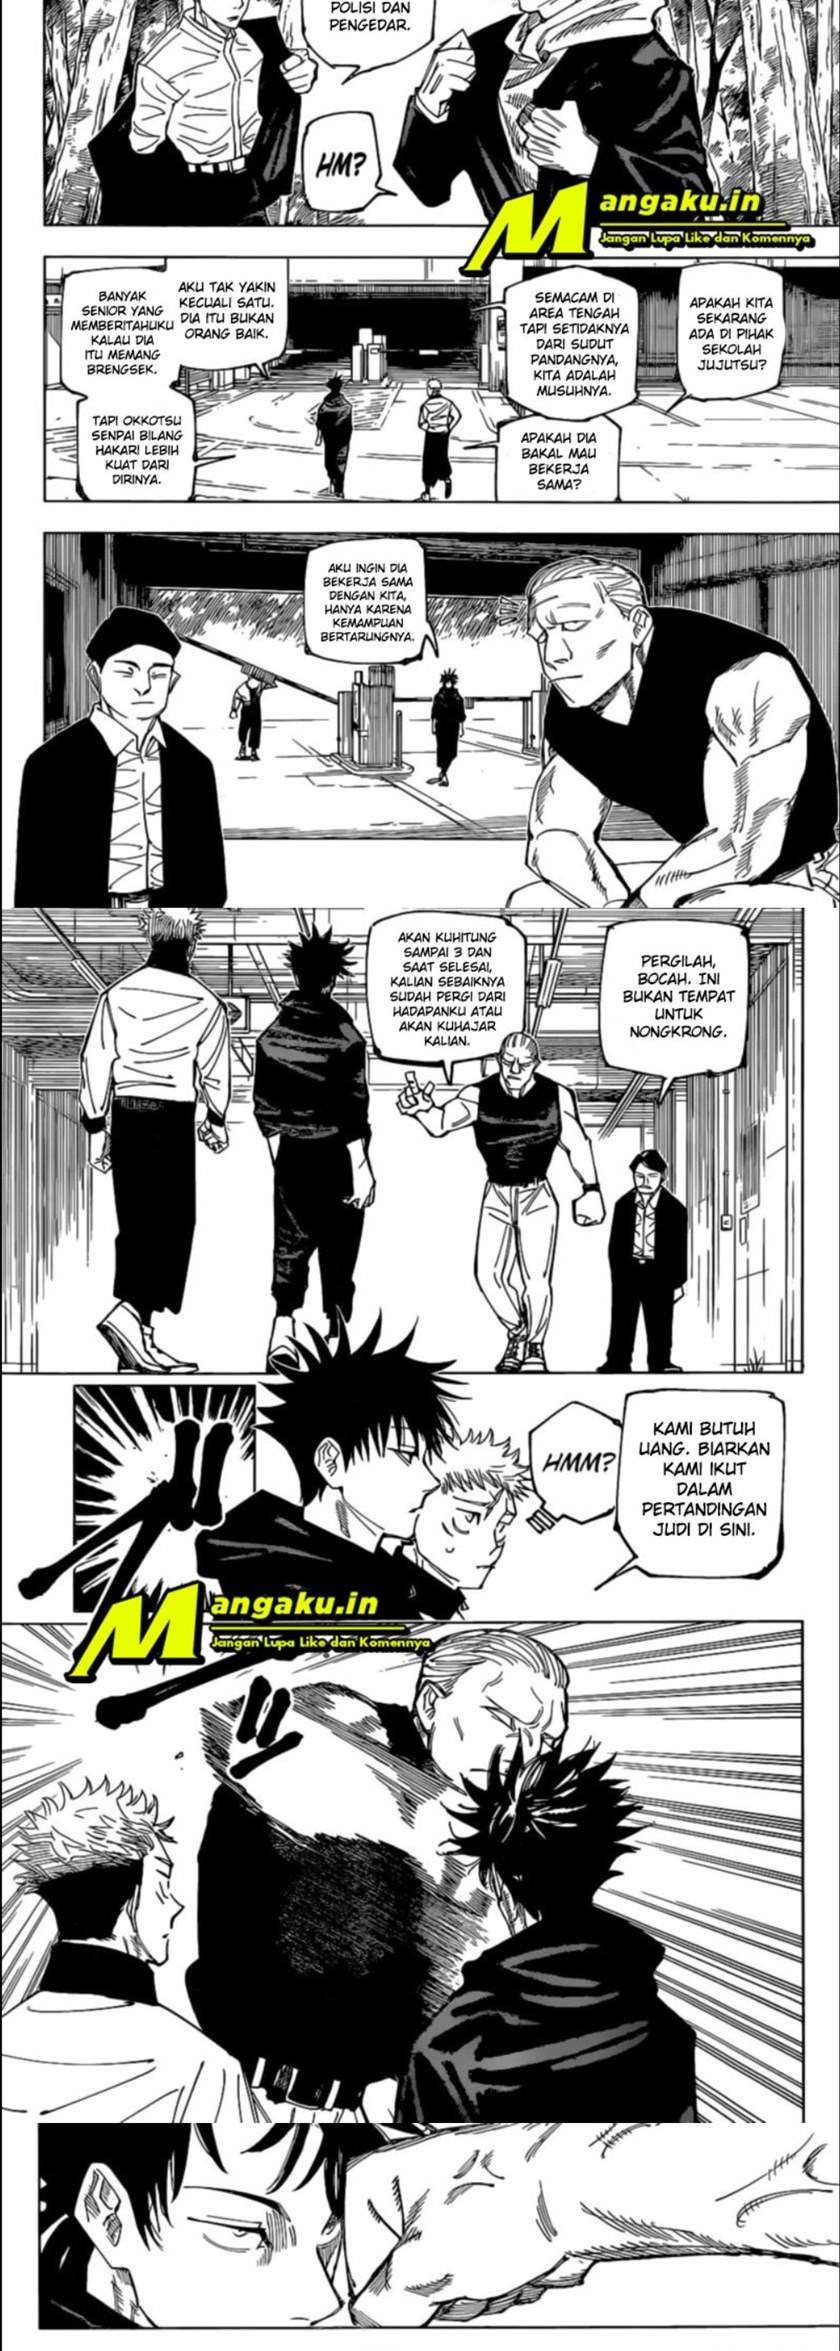 POLISI DAN
PENGEDAR.
HM?
Mangaku.in
Jangan Lupa Like dan Komennya
APAKAH KITA
SEKARANG
ADA DI PIHAK
SEKOLAH
JUJUTSU?
SEMACAM DI
AREA TENGAH
TAPI SETIDAKNYA
DARI SUDUT
PANDANGNYA,
KITA ADALAH
MUSUHNYA.
APAKAH DIA
BAKAL MAU
BEKERJA
SAMA?
AKU TAK YAKIN
KECUALI SATU.
DIA ITU BUKAN
ORANG BAIK.
BANYAK
SENIOR YANG
MEMBERITAHUKU
KALAU DIA
ITU MEMANG
BRENGSEK.
TAPI OKKOTSU
SENPAI BILANG
HAKARI LEBIH
KUAT DARI
DIRINYA.
AKU INGIN DIA
BEKERJA SAMA
DENGAN KITA,
HANYA KARENA
KEMAMPUAN
BERTARUNGNYA.
PERGILAH,
BOCAH. INI
BUKAN TEMPAT
UNTUK
NONGKRONG.
AKAN KUHITUNG
SAMPAI 3 DAN
SAAT SELESAI,
KALIAN SEBAIKNYA
SUDAH PERGI DARI
HADAPANKU ATAU
AKAN KUHAJAR
KALIAN.
KAMI BUTUH
UANG. BIARKAN
KAMI IKUT
DALAM
PERTANDINGAN
JUDI DI SINI.
HMM?
Mangaku.in
Jangan Lupa Like dan Komennya